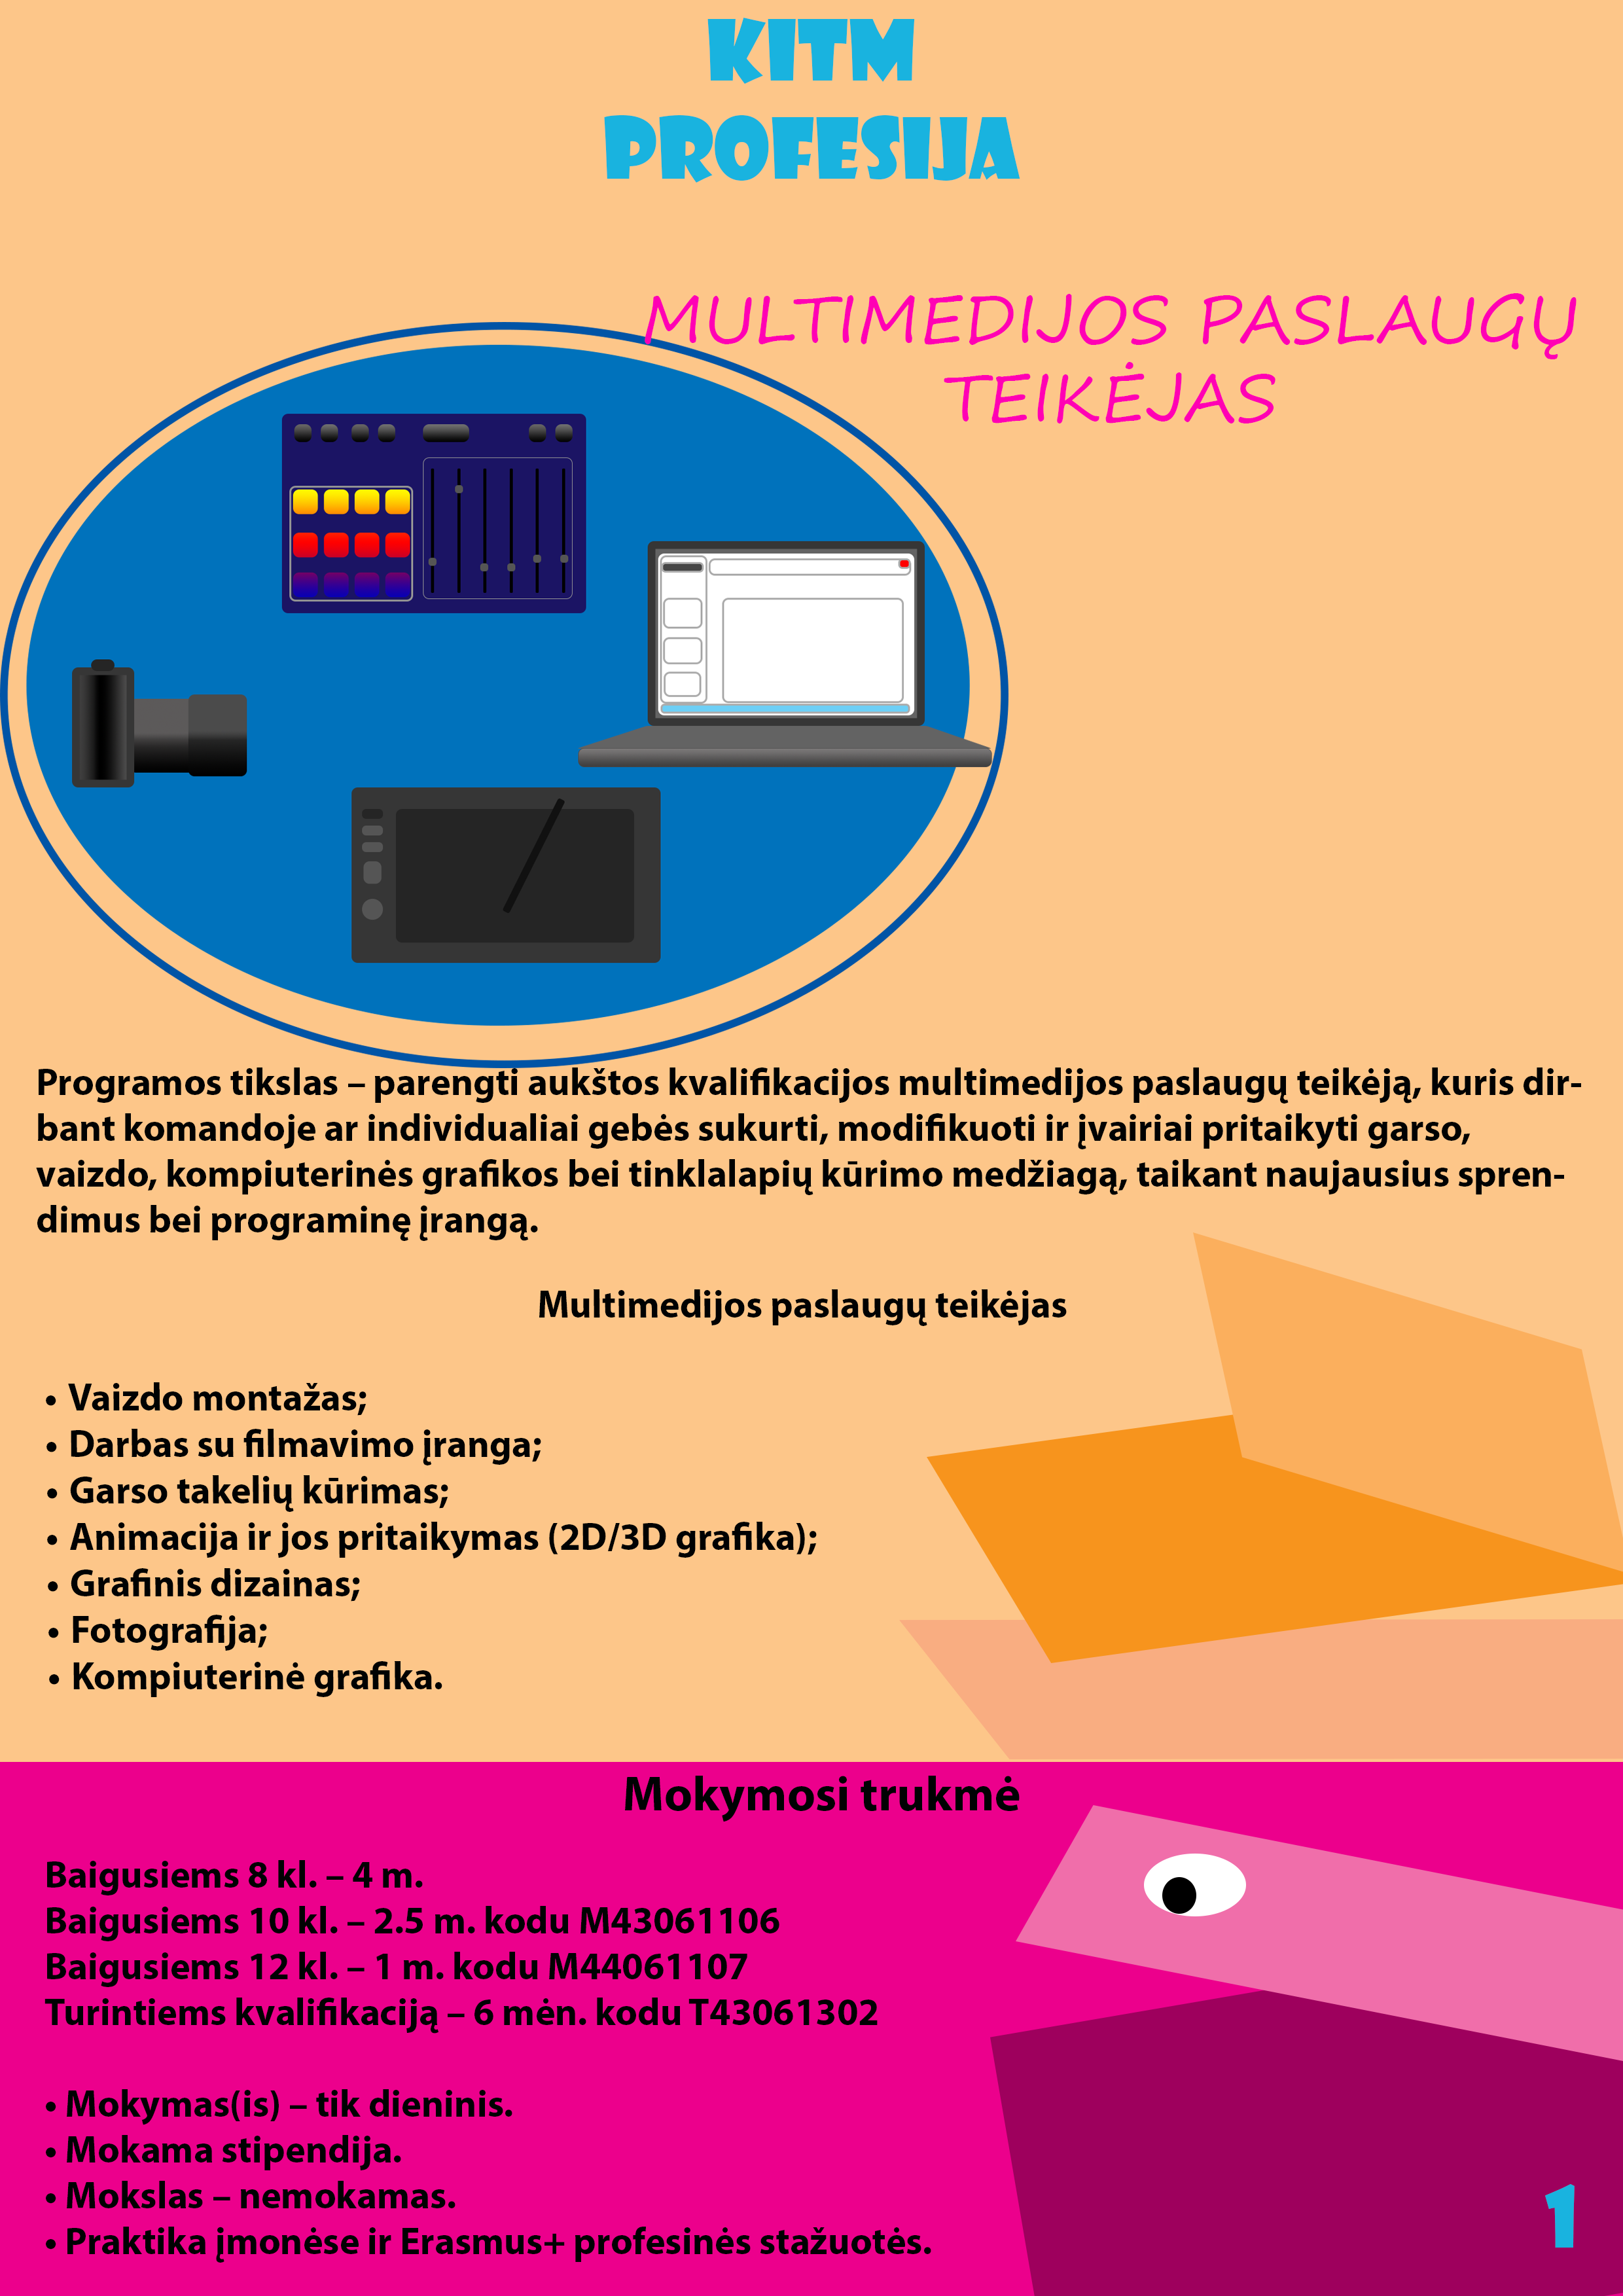 KITM
PROFESIJA
MULTIMEDIJOS PASLAUGŲ
TEIKĖJAS
Programos tikslas – parengti aukštos kvalifikacijos multimedijos paslaugų teikėją, kuris dir-
bant komandoje ar individualiai gebės sukurti, modifikuoti ir įvairiai pritaikyti garso,
vaizdo, kompiuterinės grafikos bei tinklalapių kūrimo medžiagą, taikant naujausius spren-
dimus bei programinę įrangą.
Multimedijos paslaugų teikėjas
• Vaizdo montažas;
• Darbas su filmavimo įranga;
• Garso takelių kūrimas;
• Animacija ir jos pritaikymas (2D/3D grafika);
• Grafinis dizainas;
• Fotografija;
• Kompiuterinė grafika.
Mokymosi trukmė
Baigusiems 8 kl. – 4 m.
Baigusiems 10 kl. – 2.5 m. kodu M43061106
Baigusiems 12 kl. – 1 m. kodu M44061107
Turintiems kvalifikaciją – 6 mėn. kodu T43061302
• Mokymas(is) – tik dieninis.
• Mokama stipendija.
• Mokslas – nemokamas.
• Praktika įmonėse ir Erasmus+ profesinės stažuotės.
1